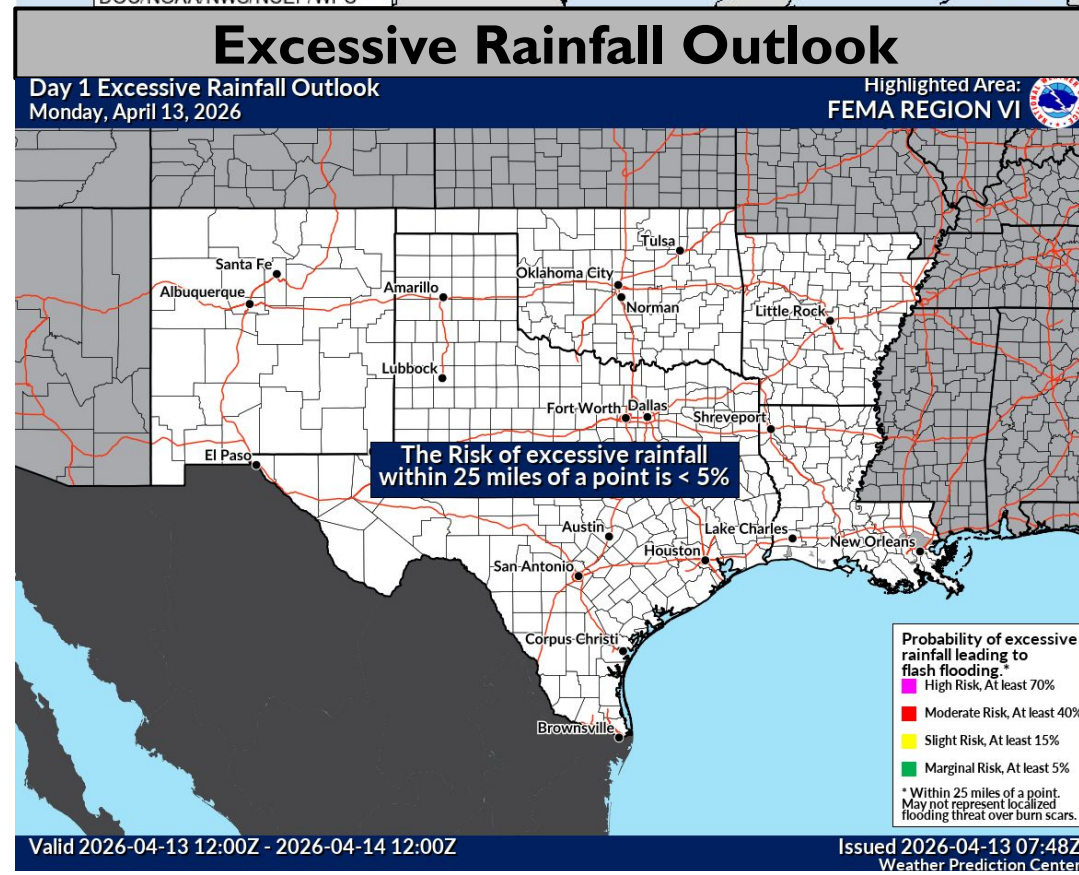 DOC/NOAA/NWS/NCEP/WPC
Excessive Rainfall Outlook
Day 1 Excessive Rainfall Outlook
Monday, April 13, 2026
Highlighted Area:
FEMA REGION VI
Tulsa
Santa Fe
Oklahoma City
Albuquerque
Amarillo
Norman
Little Rock
Lubbock
Fort Worth
Dallas
Shreveport
The Risk of excessive rainfall
within 25 miles of a point is < 5%
El Paso
Austin
Lake Charles
New Orleans
Houston
San Antonio
Corpus Christi
Brownsville
Probability of excessive
rainfall leading to
flash flooding.*
High Risk, At least 70%
Moderate Risk, At least 40%
Slight Risk, At least 15%
Marginal Risk, At least 5%
* Within 25 miles of a point.
May not represent localized
flooding threat over burn scars.
Valid 2026-04-13 12:00Z - 2026-04-14 12:00Z
Issued 2026-04-13 07:48Z
Weather Prediction Center